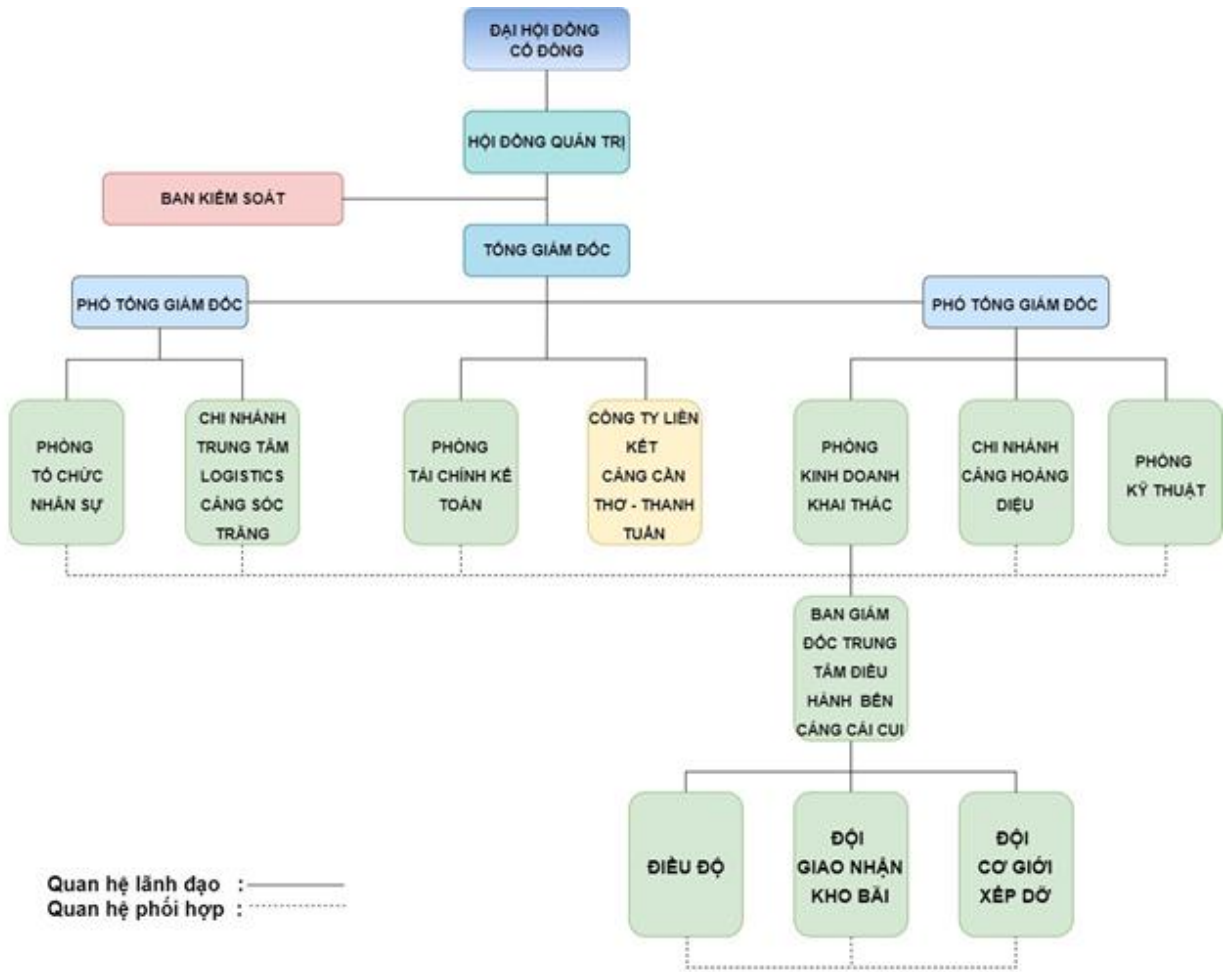 ĐẠI HỘI ĐỒNG
CỔ ĐÔNG
HỘI ĐỒNG QUẢN TRỊ
BAN KIỂM SOÁT
TỔNG GIÁM ĐỐC
PHÓ TỔNG GIÁM ĐỐC
PHÓ TỔNG GIÁM ĐỐC
PHÒNG
TỔ CHỨC
NHÂN SỰ
CHI NHÁNH
TRUNG TÂM
LOGISTICS
CẢNG SÓC
TRĂNG
PHÒNG
TÀI CHÍNH KẾ
TOÁN
CÔNG TY LIÊN
KẾT
CẢNG CẦN
THƠ - THANH
TUẤN
PHÒNG
KINH DOANH
KHAI THÁC
CHI NHÁNH
CẢNG HOÀNG
DIỆU
PHÒNG
KỸ THUẬT
BAN GIÁM
ĐỐC TRUNG
TÂM ĐIỀU
HÀNH BẾN
CẢNG CÁI CUI
ĐIỀU ĐỘ
ĐỘI
GIAO NHẬN
KHO BÃI
ĐỘI
CƠ GIỚI
XẾP DỠ
Quan hệ lãnh đạo :
Quan hệ phối hợp :